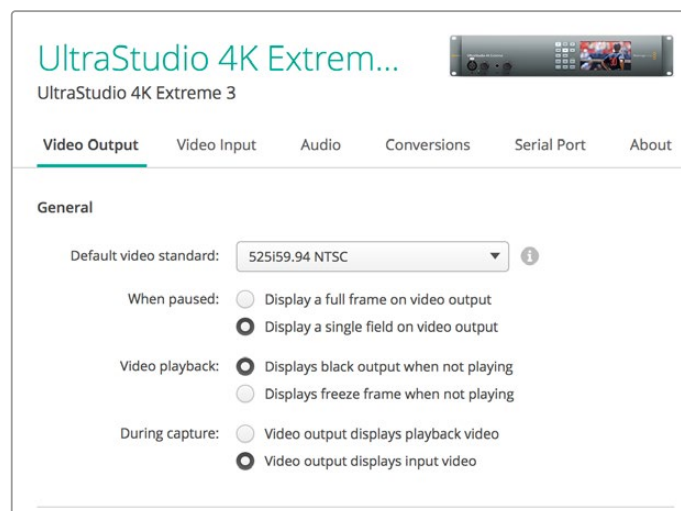 UltraStudio 4K Extrem...
UltraStudio 4K Extreme 3
Video Output Video Input Audio Conversions Serial Port About
General
Default video standard: 525i59.94 NTSC
When paused: Display a full frame on video output
Display a single field on video output
Video playback: Displays black output when not playing
Displays freeze frame when not playing
During capture: Video output displays playback video
Video output displays input video